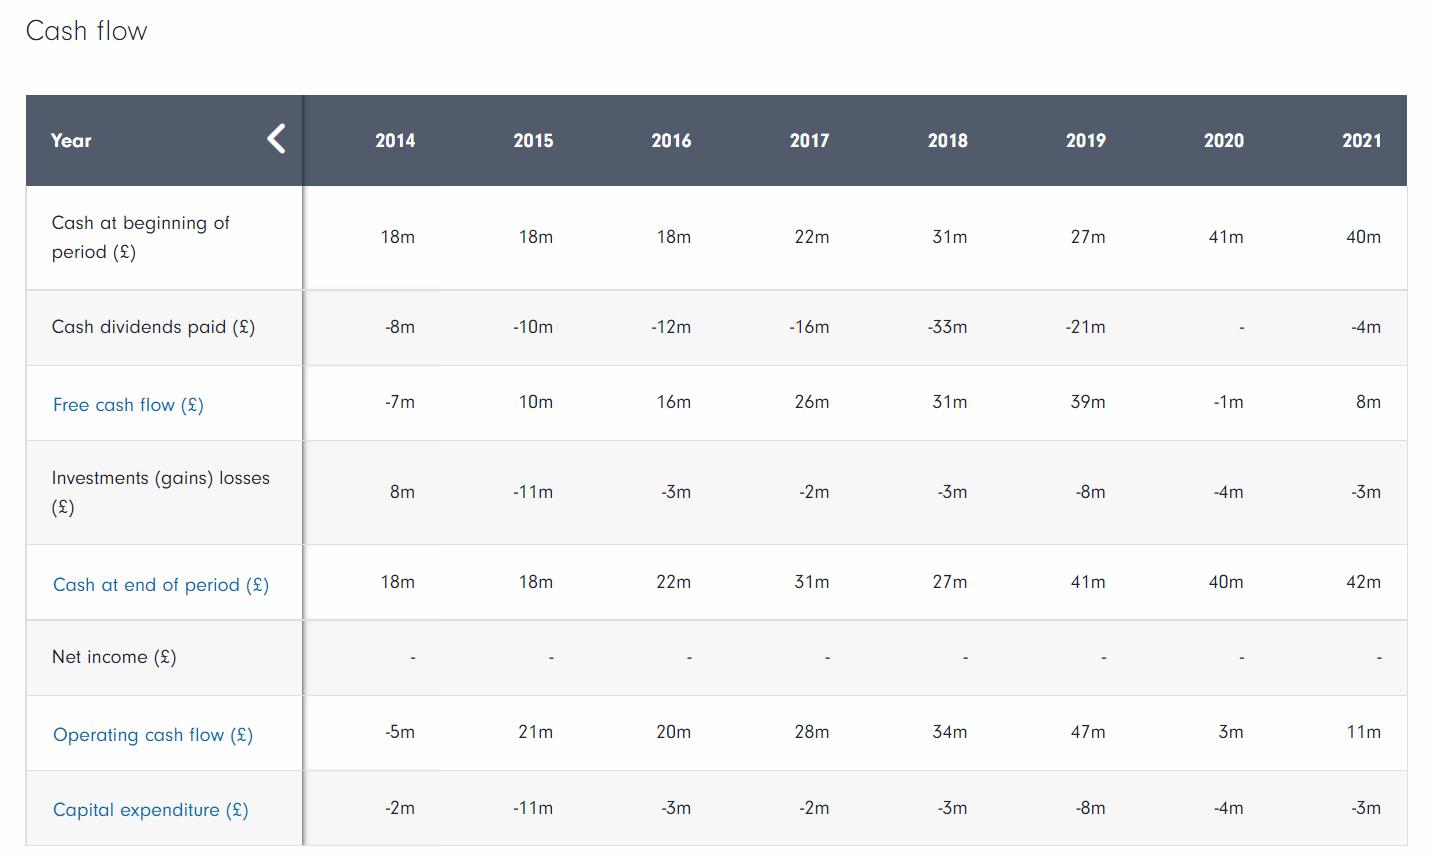 Cash flow
Year 2014 2015 2016 2017 2018 2019 2020 2021
Cash at beginning of
period (£) 18m 18m 18m 22m 31m 27m 41m 40m
Cash dividends paid (£) -8m -10m -12m -16m -33m -21m - -4m
Free cash flow (£) -7m 10m 16m 26m 31m 39m -1m 8m
Investments (gains) losses
(£) 8m -11m -3m -2m -3m -8m -4m -3m
Cash at end of period (£) 18m 18m 22m 31m 27m 41m 40m 42m
Net income (£) - - - - - - - -
Operating cash flow (£) -5m 21m 20m 28m 34m 47m 3m 11m
Capital expenditure (£) -2m -11m -3m -2m -3m -8m -4m -3m